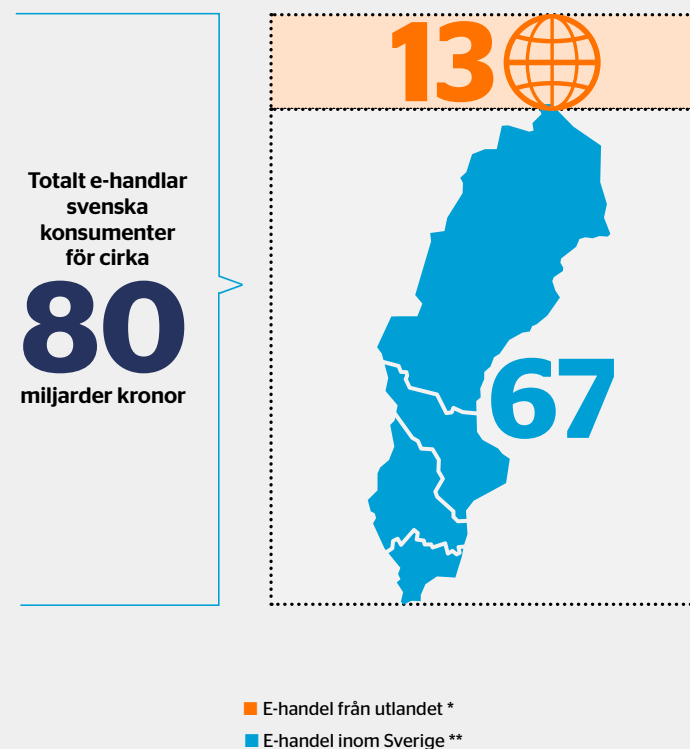 Totalt e-handlar
svenska
konsumenter
för cirka
80
miljarder kronor
13
67
E-handel från utlandet *
E-handel inom Sverige **